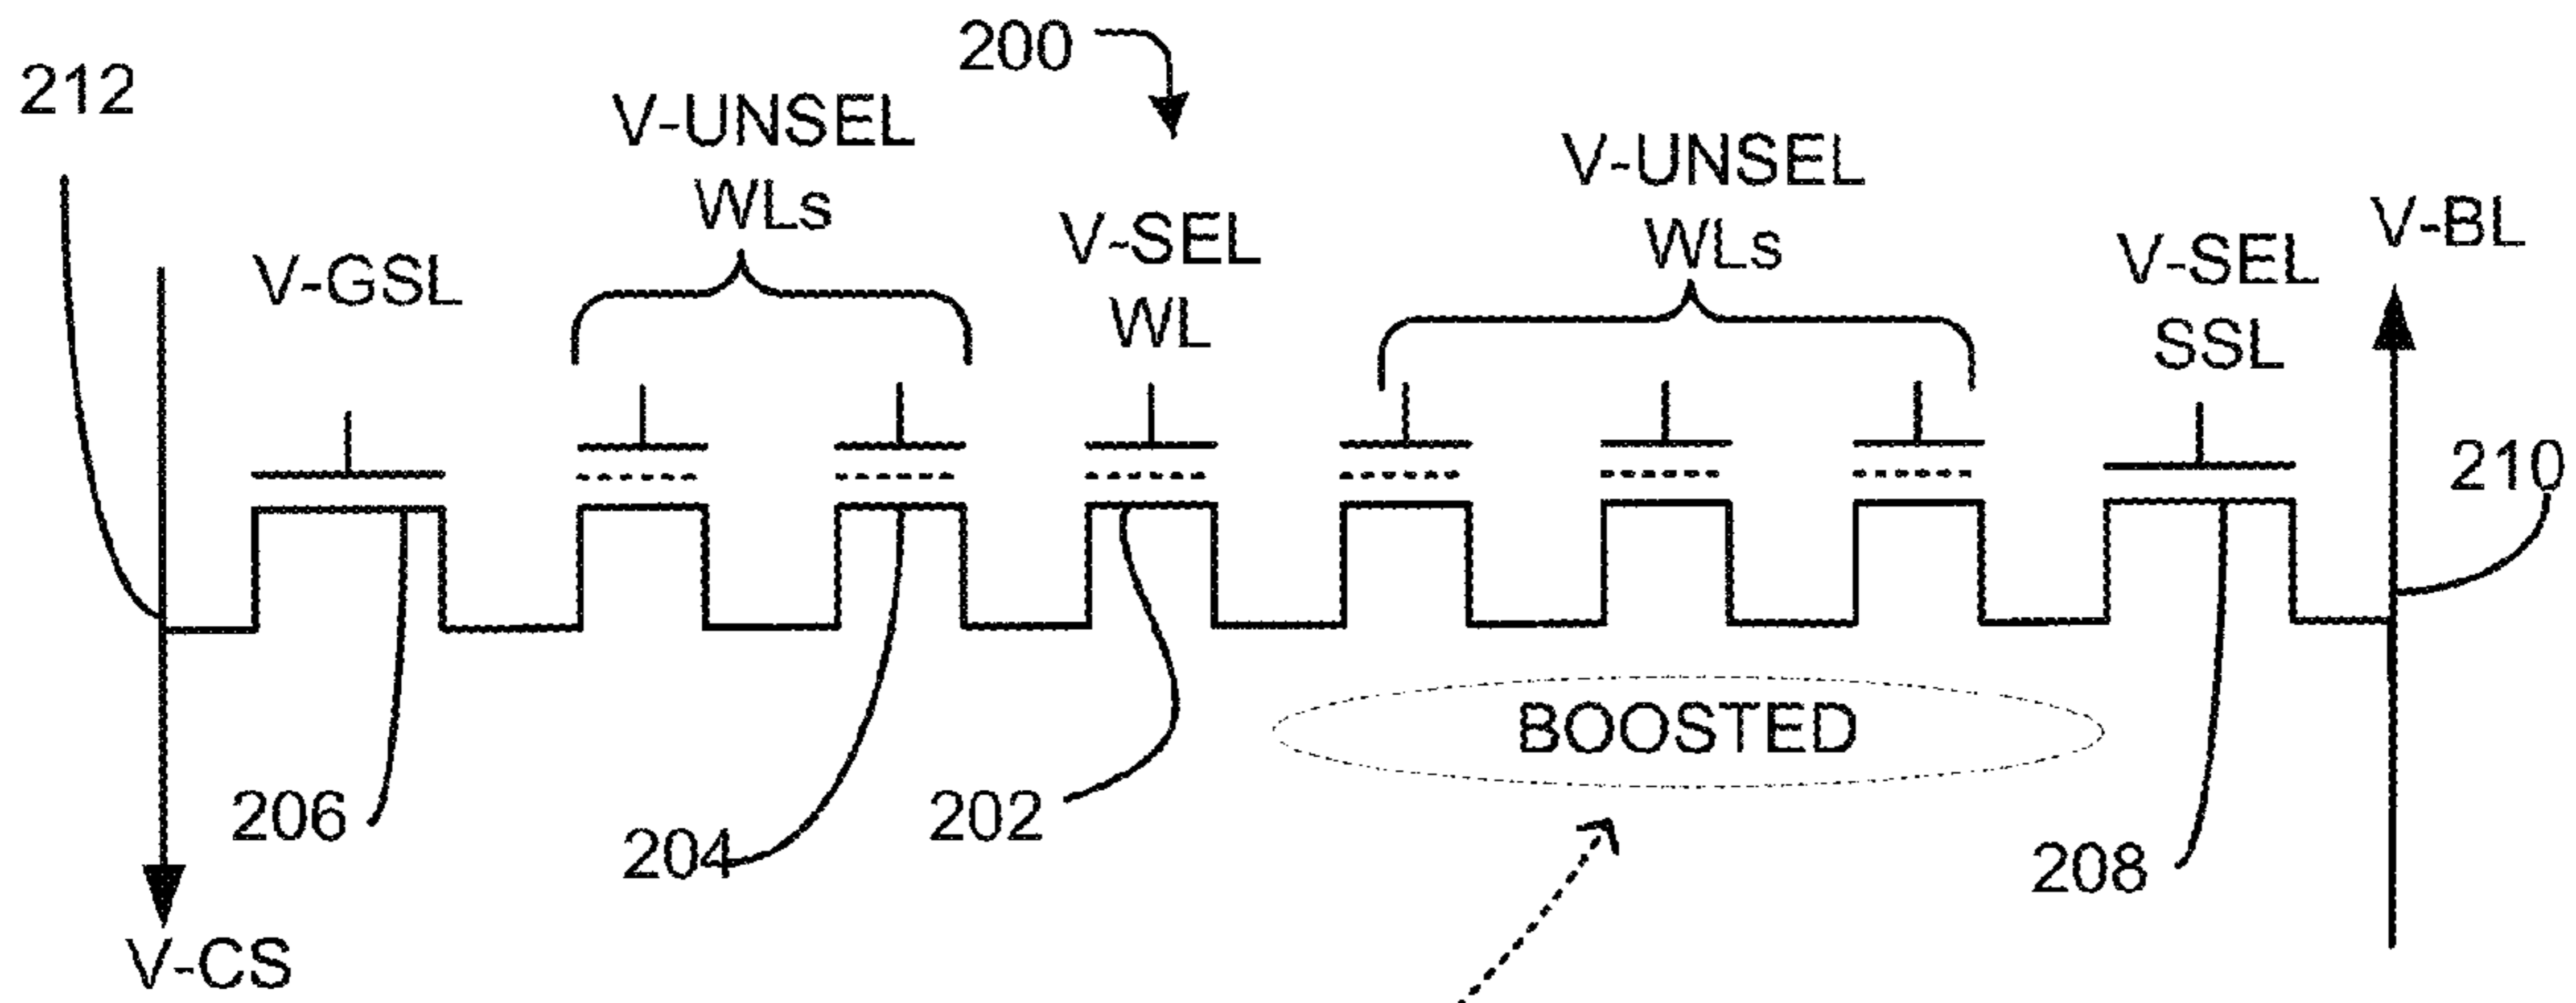 200
212
V-UNSEL
WLs
V-UNSEL
WLs
V-SEL
WL
V-BL
V-SEL
SSL
V-GSL
210
BOOSTED
206
204
202
208
V-CS